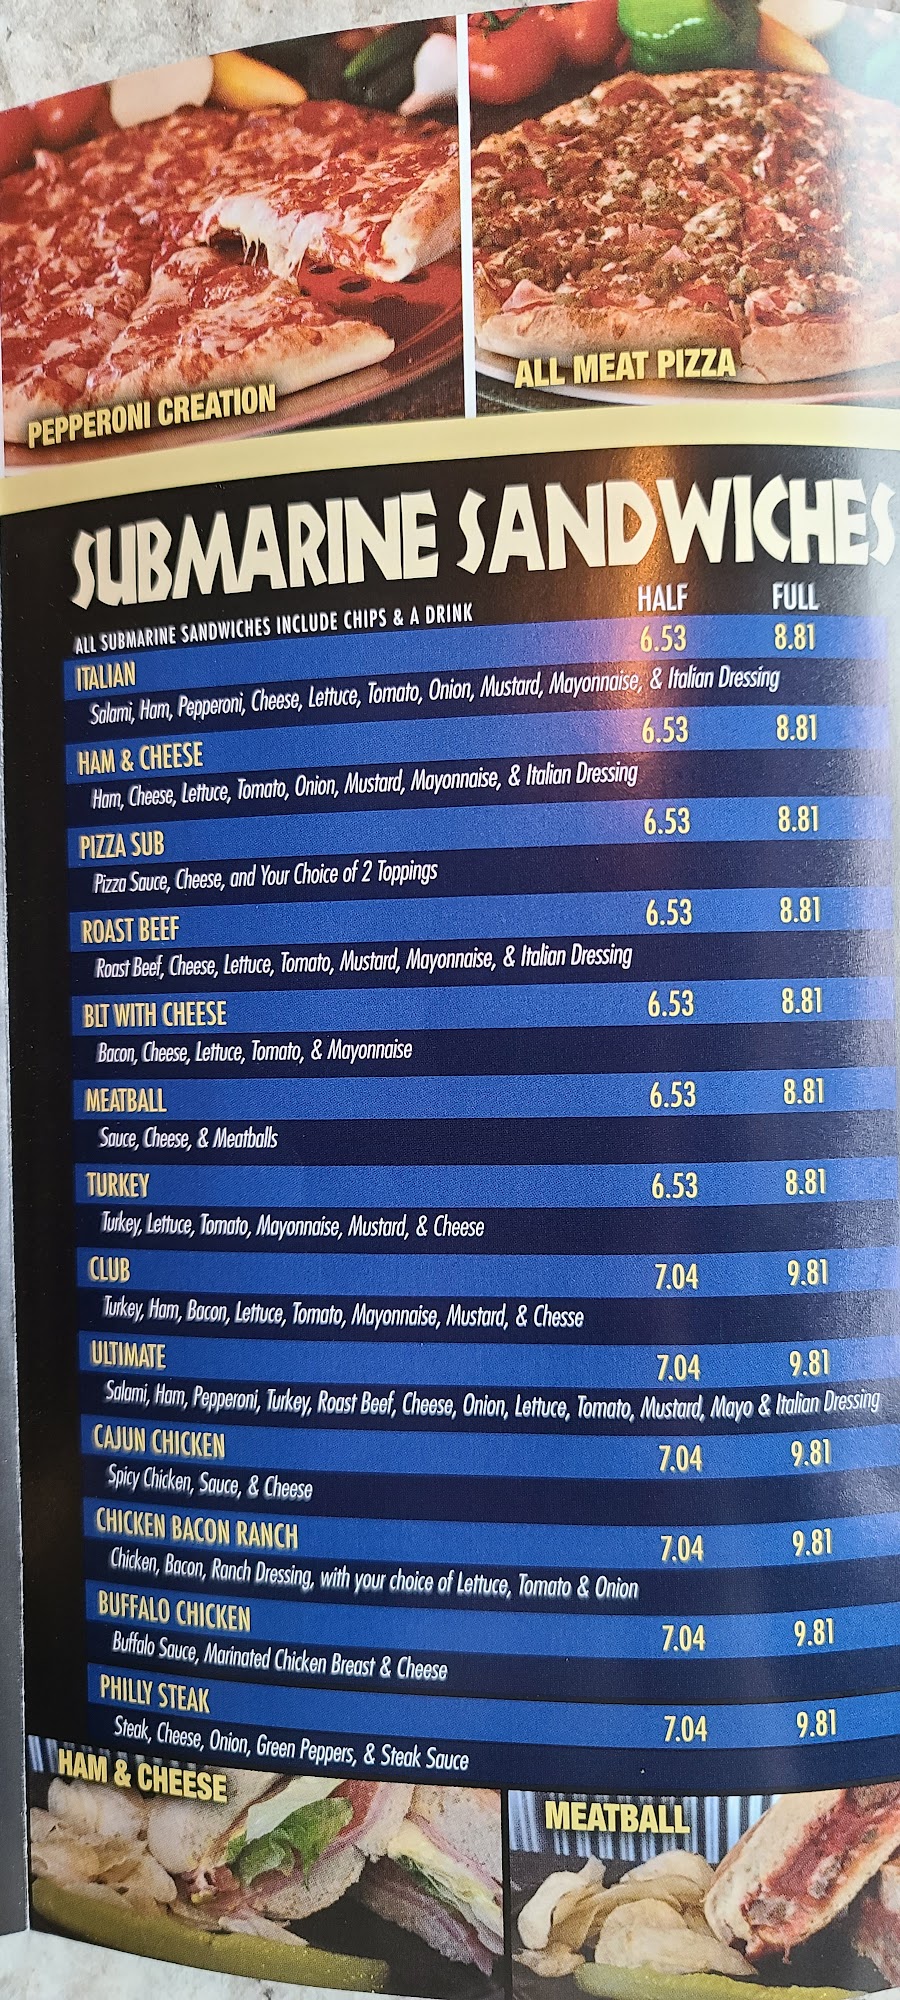 PEPPERONI CREATION
ALL MEAT PIZZA
SUBMARINE SANDWICHES
ALL SUBMARINE SANDWICHES INCLUDE CHIPS & A DRINK HALF FULL
ITALIAN 6.53 8.81
Salami, Ham, Pepperoni, Cheese, Lettuce, Tomato, Onion, Mustard, Mayonnaise, & Italian Dressing
HAM & CHEESE 6.53 8.81
Ham, Cheese, Lettuce, Tomato, Onion, Mustard, Mayonnaise, & Italian Dressing
PIZZA SUB 6.53 8.81
Pizza Sauce, Cheese, and Your Choice of 2 Toppings
ROAST BEEF 6.53 8.81
Roast Beef, Cheese, Lettuce, Tomato, Mustard, Mayonnaise, & Italian Dressing
BLT WITH CHEESE 6.53 8.81
Bacon, Cheese, Lettuce, Tomato, & Mayonnaise
MEATBALL 6.53 8.81
Sauce, Cheese, & Meatballs
TURKEY 6.53 8.81
Turkey, Lettuce, Tomato, Mayonnaise, Mustard, & Cheese
CLUB 7.04 9.81
Turkey, Ham, Bacon, Lettuce, Tomato, Mayonnaise, Mustard, & Chesse
ULTIMATE 7.04 9.81
Salami, Ham, Pepperoni, Turkey, Roast Beef, Cheese, Onion, Lettuce, Tomato, Mustard, Mayo & Italian Dressing
CAJUN CHICKEN 7.04 9.81
Spicy Chicken, Sauce, & Cheese
CHICKEN BACON RANCH 7.04 9.81
Chicken, Bacon, Ranch Dressing, with your choice of Lettuce, Tomato & Onion
BUFFALO CHICKEN 7.04 9.81
Buffalo Sauce, Marinated Chicken Breast & Cheese
PHILLY STEAK 7.04 9.81
Steak, Cheese, Onion, Green Peppers, & Steak Sauce
HAM & CHEESE
MEATBALL